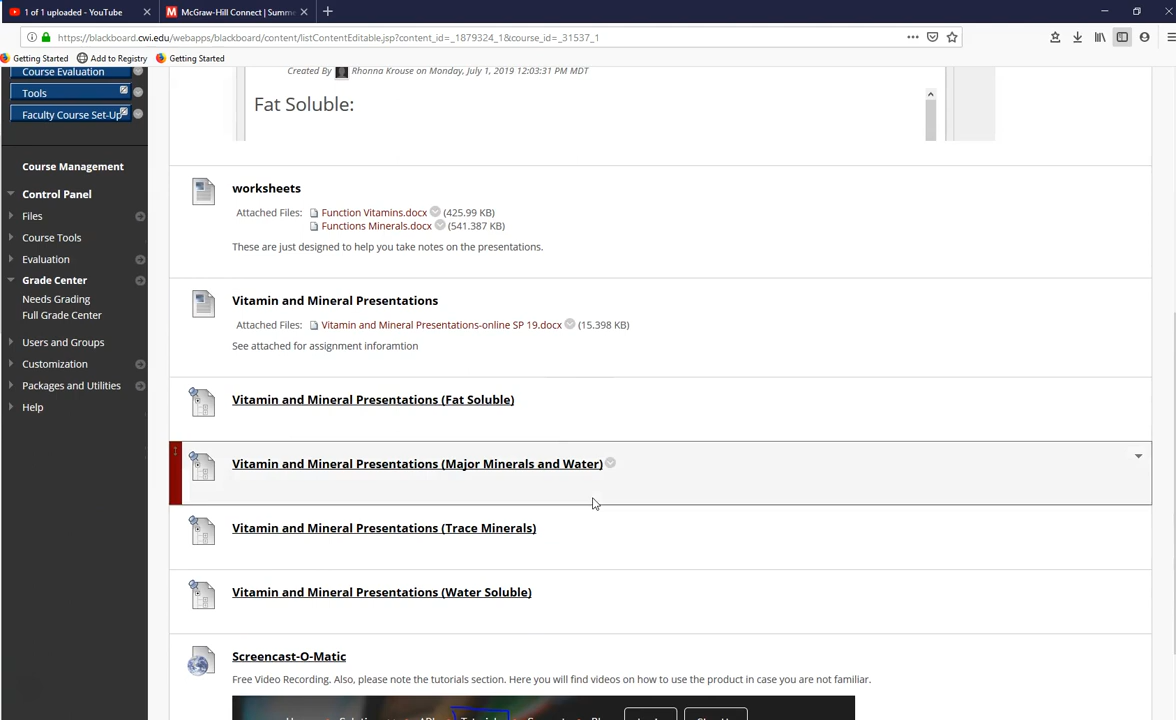 1 of 1 uploaded - YouTube
McGraw-Hill Connect | Summe
https://blackboard.cwi.edu/webapps/blackboard/content/listContentEditable.jsp?content_id=_1879324_1&course_id=_31537_1
Getting Started
Add to Registry
Getting Started
Course Evaluation
Tools
Faculty Course Set-Up
Course Management
Control Panel
Files
Course Tools
Evaluation
Grade Center
Needs Grading
Full Grade Center
Users and Groups
Customization
Packages and Utilities
Help
Created By Rhonna Krouse on Monday, July 1, 2019 12:03:31 PM MDT
Fat Soluble:
worksheets
Attached Files: Function Vitamins.docx (425.99 KB)
Functions Minerals.docx (541.387 KB)
These are just designed to help you take notes on the presentations.
Vitamin and Mineral Presentations
Attached Files: Vitamin and Mineral Presentations-online SP 19.docx (15.398 KB)
See attached for assignment inforamtion
Vitamin and Mineral Presentations (Fat Soluble)
Vitamin and Mineral Presentations (Major Minerals and Water)
Vitamin and Mineral Presentations (Trace Minerals)
Vitamin and Mineral Presentations (Water Soluble)
Screencast-O-Matic
Free Video Recording. Also, please note the tutorials section. Here you will find videos on how to use the product in case you are not familiar.